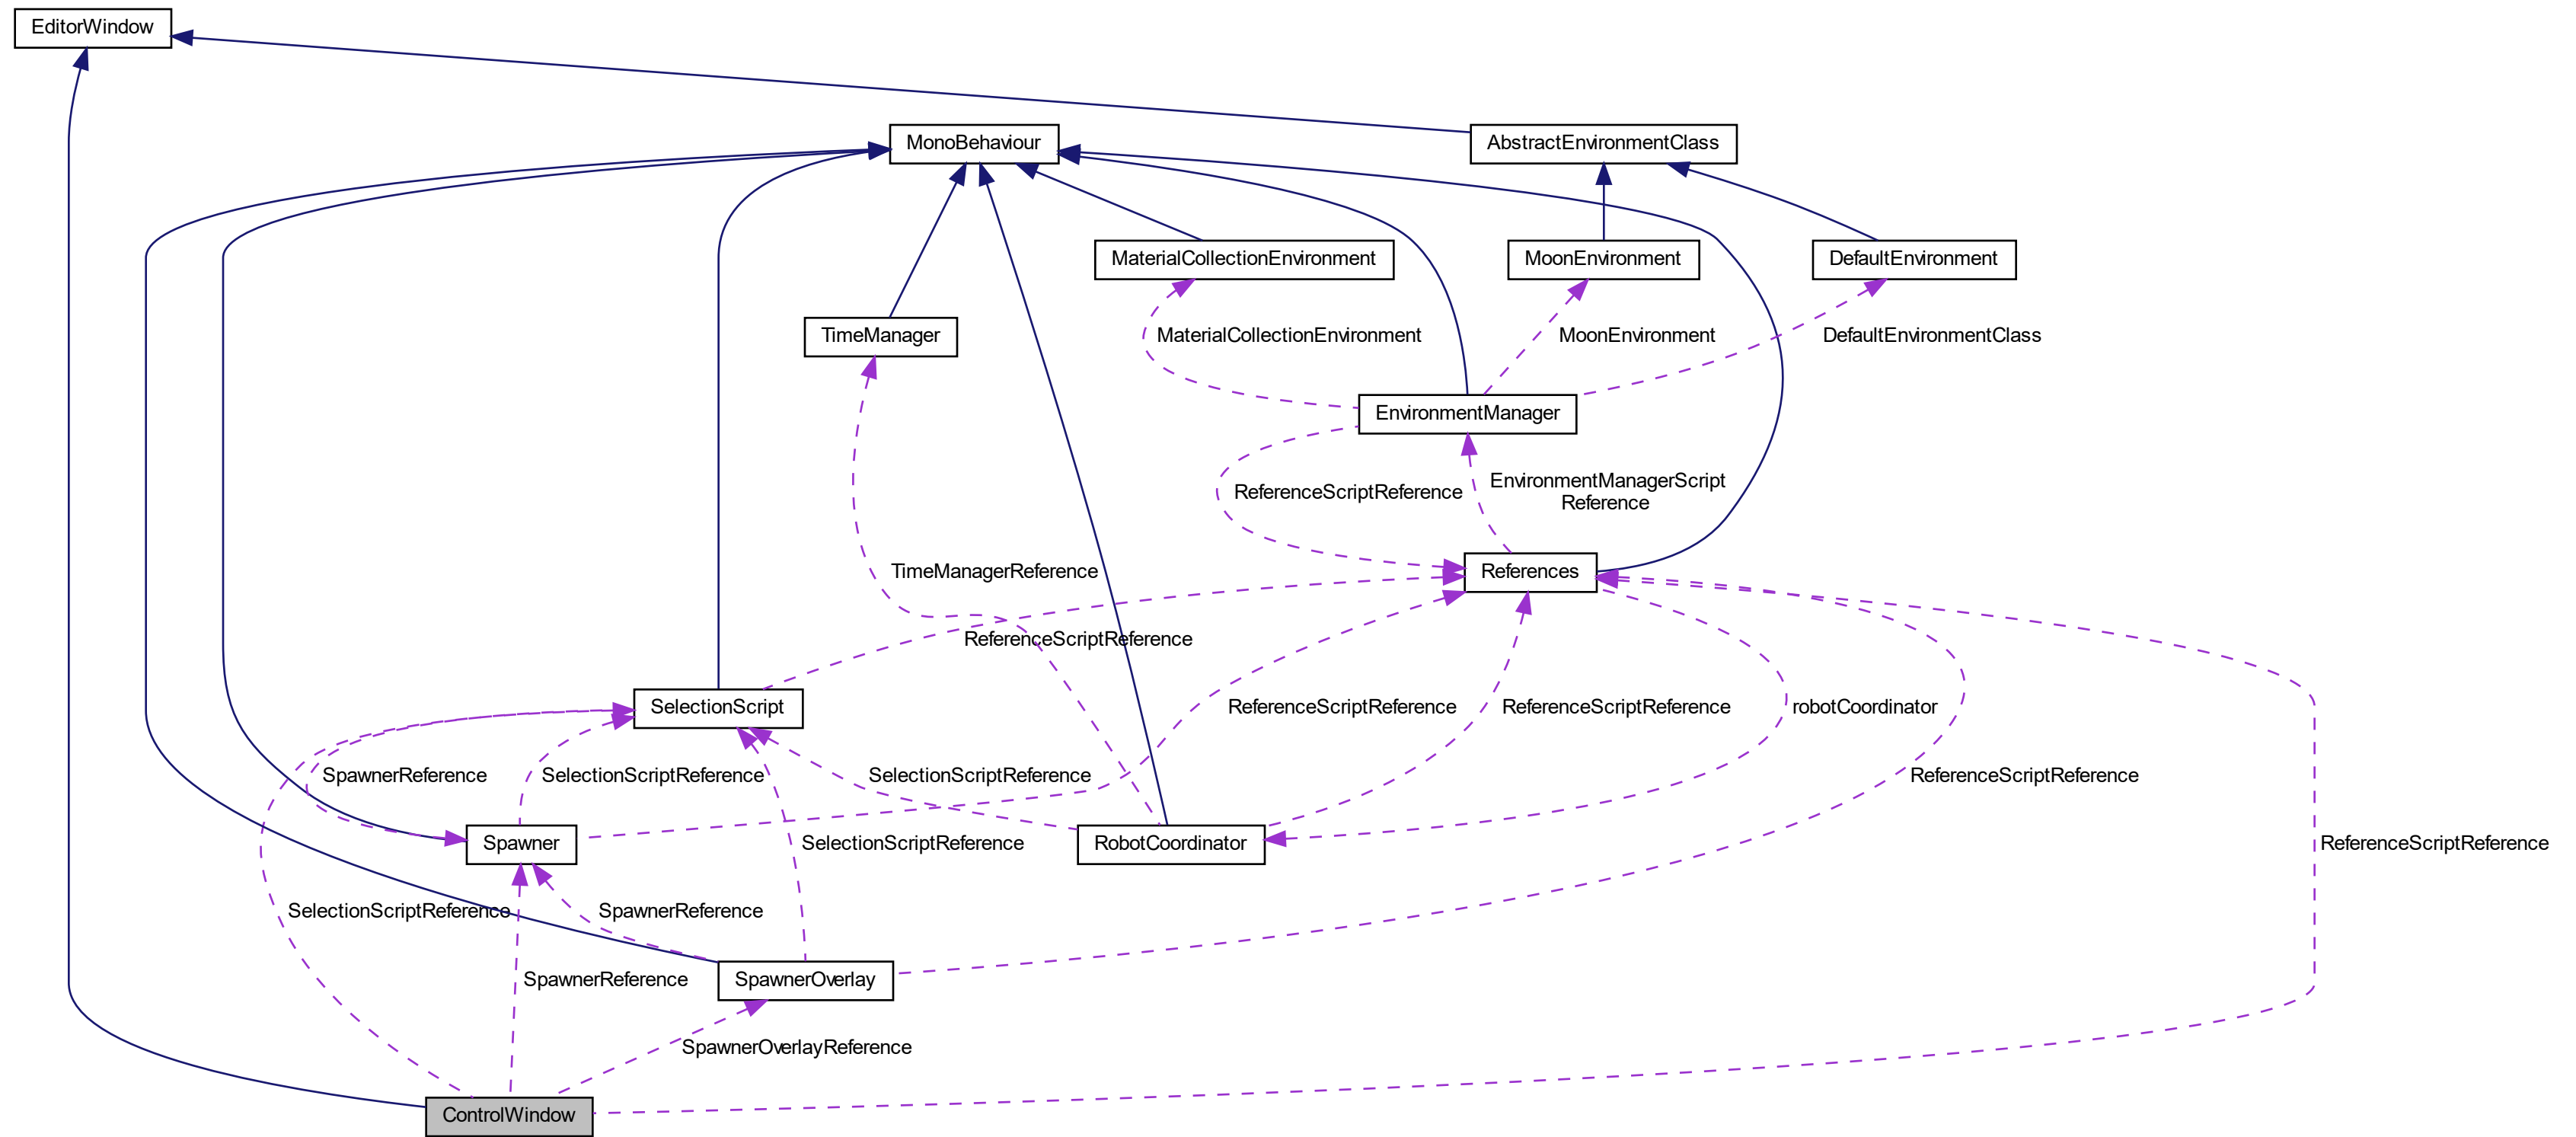 EditorWindow
MonoBehaviour
AbstractEnvironmentClass
MaterialCollectionEnvironment
MoonEnvironment
DefaultEnvironment
TimeManager
MaterialCollectionEnvironment
MoonEnvironment
DefaultEnvironmentClass
EnvironmentManager
ReferenceScriptReference
EnvironmentManagerScript
Reference
TimeManagerReference
References
ReferenceScriptReference
SelectionScript
ReferenceScriptReference
ReferenceScriptReference
robotCoordinator
SpawnerReference
SelectionScriptReference
SelectionScriptReference
ReferenceScriptReference
Spawner
SelectionScriptReference
RobotCoordinator
ReferenceScriptReference
SelectionScriptReference
SpawnerReference
SpawnerReference
SpawnerOverlay
SpawnerOverlayReference
ControlWindow